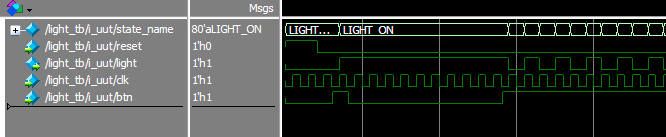 Msgs
/light_tb/i_uut/state_name 80'aLIGHT_ON LIGHT... LIGHT_ON
/light_tb/i_uut/reset 1'h0
/light_tb/i_uut/light 1'h1
/light_tb/i_uut/clk 1'h1
/light_tb/i_uut/btn 1'h1